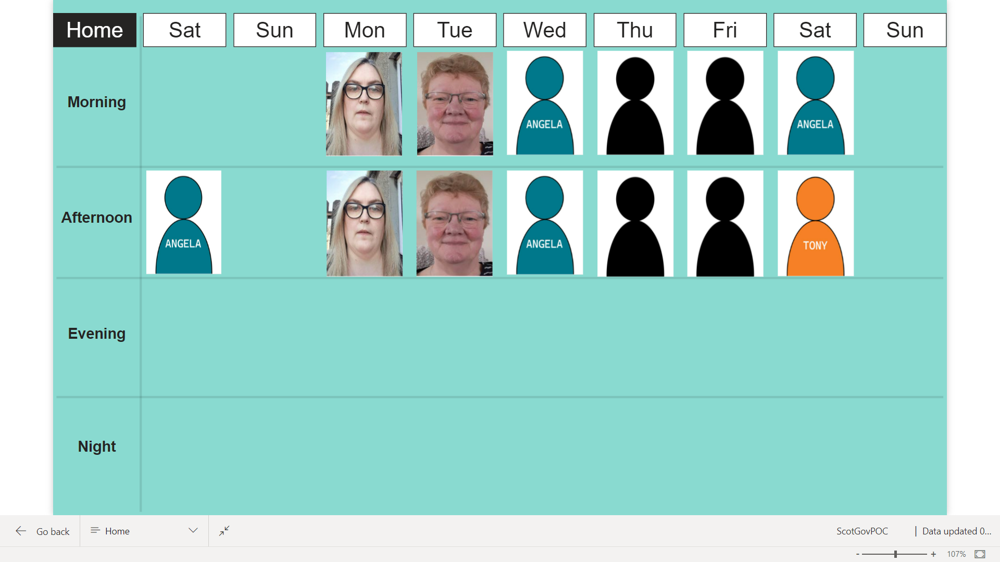 Home Sat Sun Mon Tue Wed Thu Fri Sat Sun
Morning
ANGELA ANGELA
Afternoon
ANGELA ANGELA TONY
Evening
Night
Go back Home ScotGovPOC | Data updated 0...
- + 107%